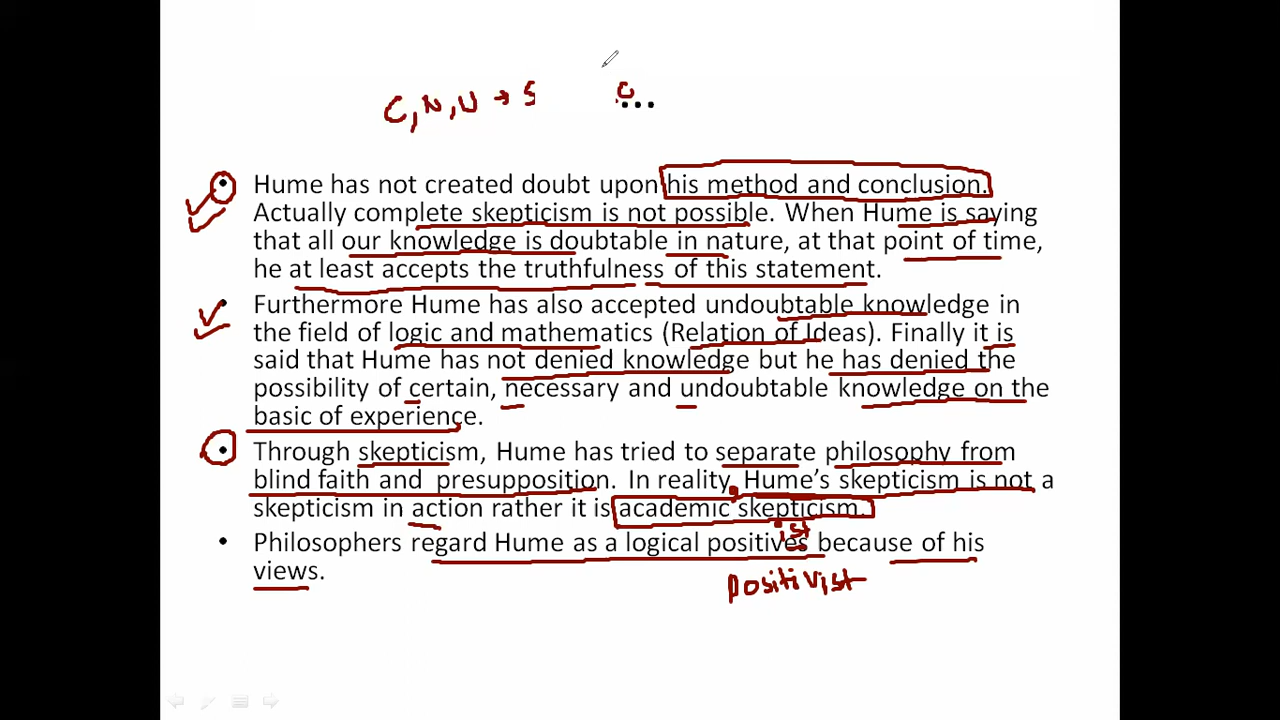 C, N, U → S
...
• Hume has not created doubt upon his method and conclusion.
Actually complete skepticism is not possible. When Hume is saying
that all our knowledge is doubtable in nature, at that point of time,
he at least accepts the truthfulness of this statement.
• Furthermore Hume has also accepted undoubtable knowledge in
the field of logic and mathematics (Relation of Ideas). Finally it is
said that Hume has not denied knowledge but he has denied the
possibility of certain, necessary and undoubtable knowledge on the
basic of experience.
• Through skepticism, Hume has tried to separate philosophy from
blind faith and presupposition. In reality, Hume's skepticism is not a
skepticism in action rather it is academic skepticism.
ist
• Philosophers regard Hume as a logical positives because of his
views.
positivist